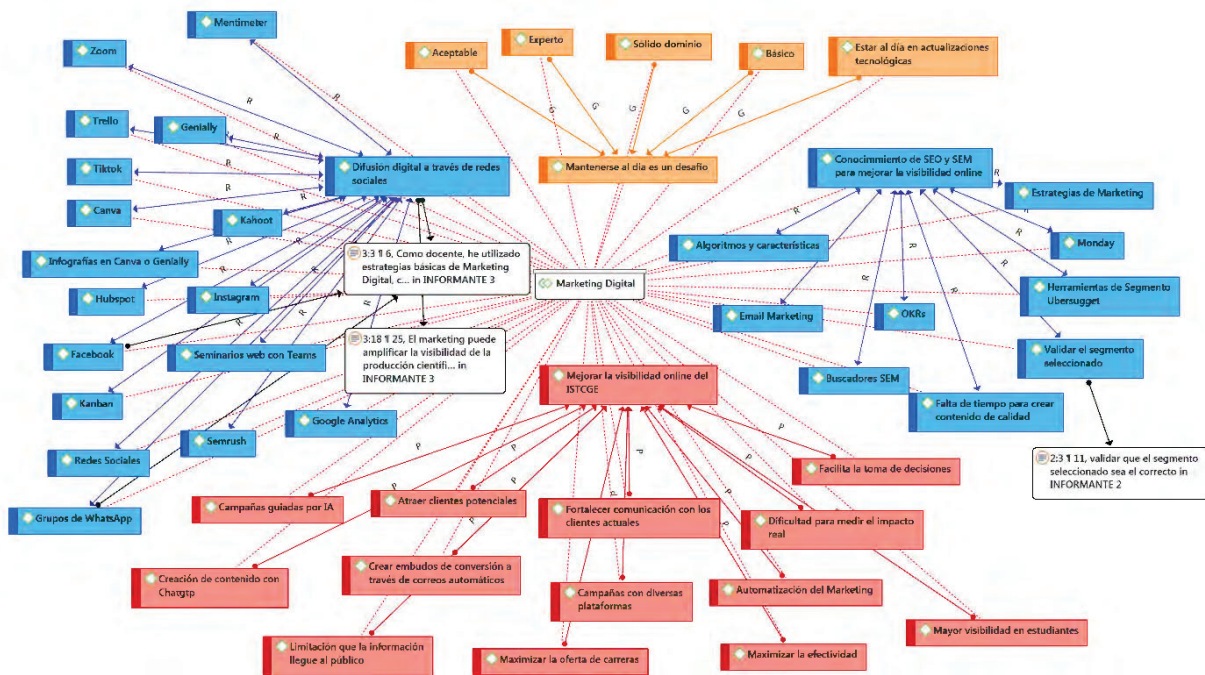 Mentimeter
Zoom
Experto
Sólido dominio
Estar al día en actualizaciones
tecnológicas
Aceptable
Básico
R
R
G
G
G
G
G
Trello
Genially
R
Difusión digital a través de redes
sociales
Mantenerse al día es un desafío
Conocimmiento de SEO y SEM
para mejorar la visibilidad online
R
Tiktok
R
Estrategias de Marketing
Canva
R
Kahoot
R
Algoritmos y características
R
Monday
Infografías en Canva o Genially
3:3 ¶ 6, Como docente, he utilizado
estrategias básicas de Marketing
Digital, c... in INFORMANTE 3
Marketing Digital
Hubspot
Instagram
R
Herramientas de Segmento
Ubersugget
Email Marketing
OKRs
Facebook
Seminarios web con Teams
3:18 ¶ 25, El marketing puede
amplificar la visibilidad de la
producción científi... in
INFORMANTE 3
Validar el segmento
seleccionado
Kanban
Mejorar la visibilidad online del
ISTCGE
Buscadores SEM
Falta de tiempo para crear
contenido de calidad
Google Analytics
Semrush
Redes Sociales
2:3 ¶ 11, validar que el segmento
seleccionado sea el correcto in
INFORMANTE 2
Facilita la toma de decisiones
Grupos de WhatsApp
Campañas guiadas por IA
Atraer clientes potenciales
Fortalecer comunicación con los
clientes actuales
Dificultad para medir el impacto
real
P
P
P
P
P
Creación de contenido con
Chatgtp
Crear embudos de conversión a
través de correos automáticos
Campañas con diversas
plataformas
Automatización del Marketing
Mayor visibilidad en estudiantes
Limitación que la información
llegue al público
Maximizar la oferta de carreras
Maximizar la efectividad